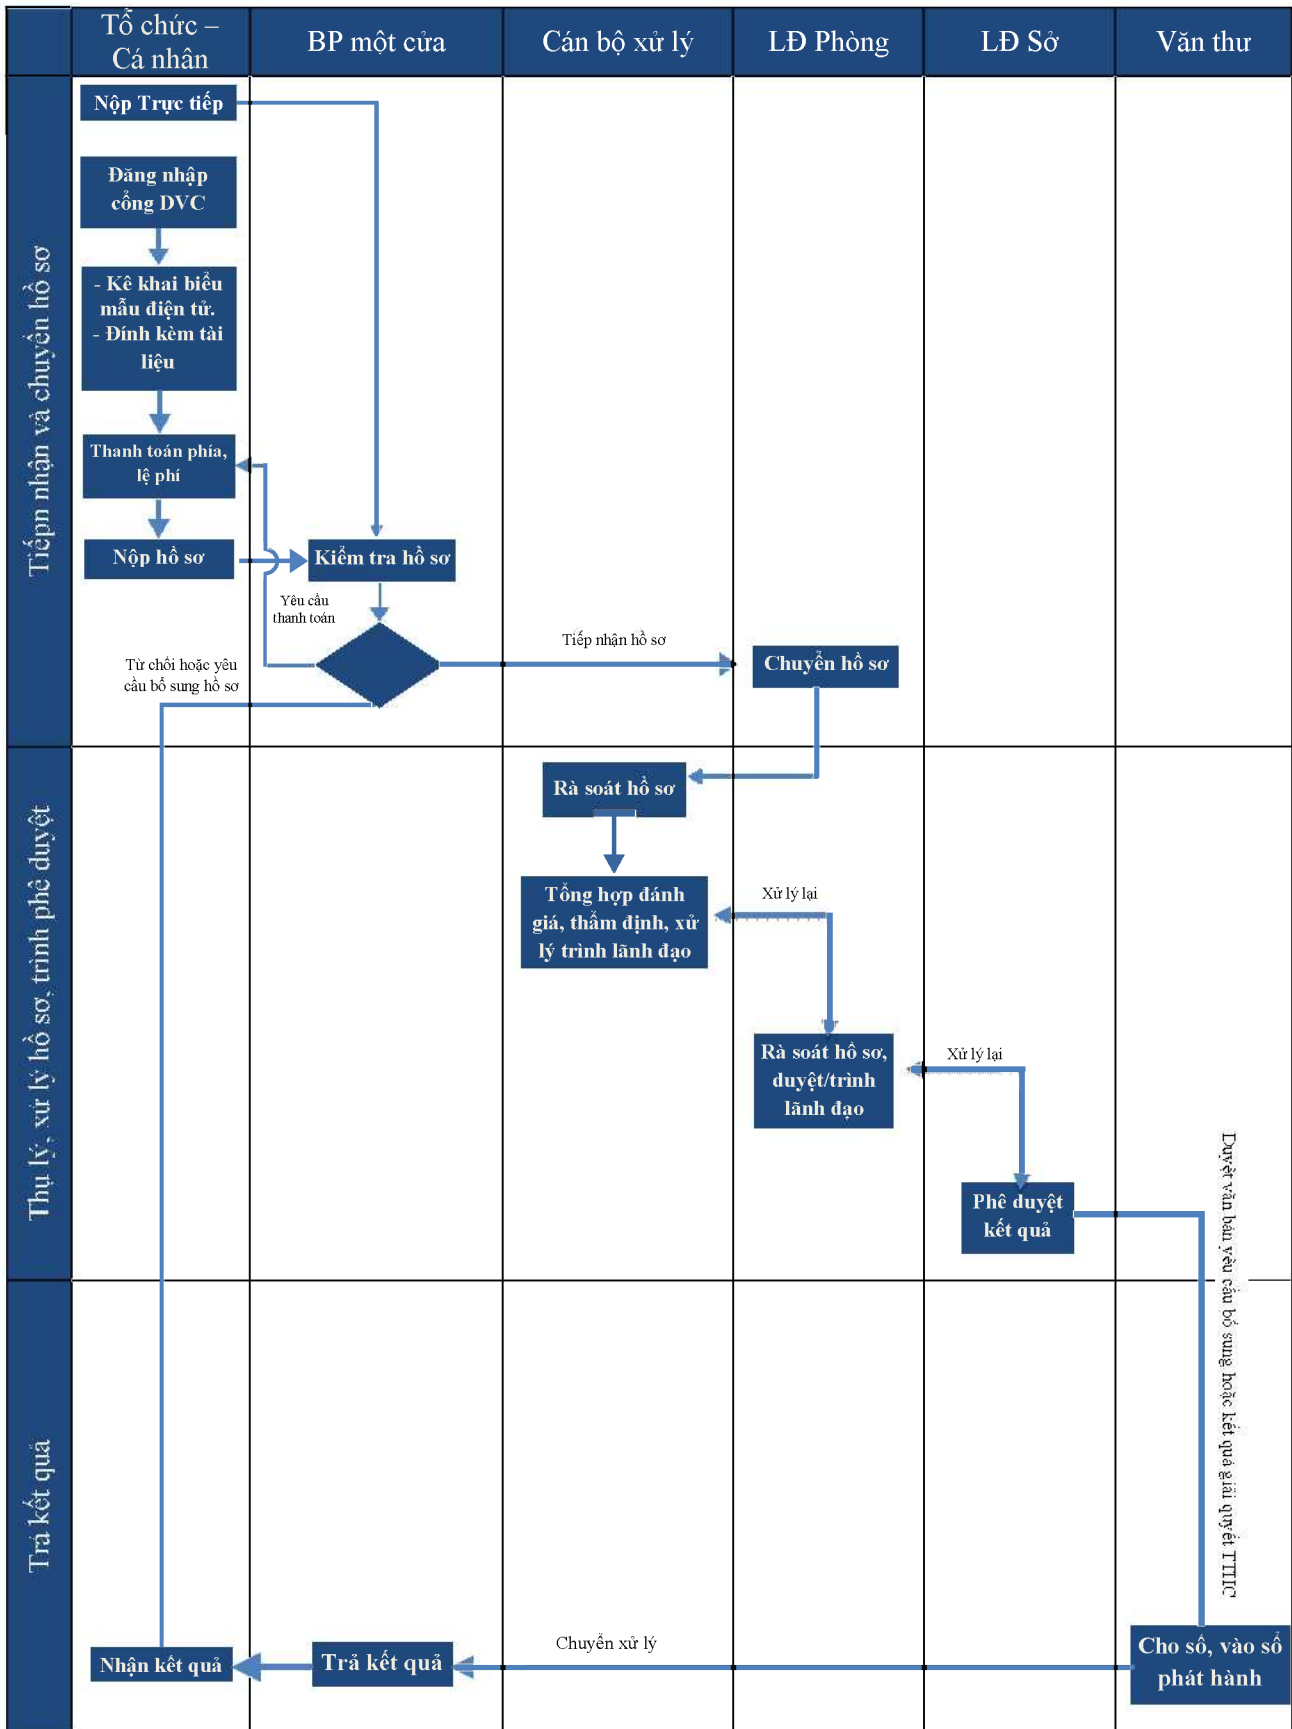 Tổ chức –
Cá nhân
BP một cửa
Cán bộ xử lý
LĐ Phòng
LĐ Sở
Văn thư
Tiếpn nhận và chuyển hồ sơ
Nộp Trực tiếp
Đăng nhập
cổng DVC
- Kê khai biểu
mẫu điện tử.
- Đính kèm tài
liệu
Thanh toán phía,
lệ phí
Nộp hồ sơ
Kiểm tra hồ sơ
Yêu cầu
thanh toán
Tiếp nhận hồ sơ
Chuyển hồ sơ
Từ chối hoặc yêu
cầu bổ sung hồ sơ
Thụ lý, xử lý hồ sơ, trình phê duyệt
Rà soát hồ sơ
Tổng hợp đánh
giá, thẩm định, xử
lý trình lãnh đạo
Xử lý lại
Rà soát hồ sơ,
duyệt/trình
lãnh đạo
Xử lý lại
Phê duyệt
kết quả
Duyệt văn bản yêu cầu bổ sung hoặc kết quả giải quyết TTHC
Trả kết quả
Nhận kết quả
Trả kết quả
Chuyển xử lý
Cho số, vào sổ
phát hành